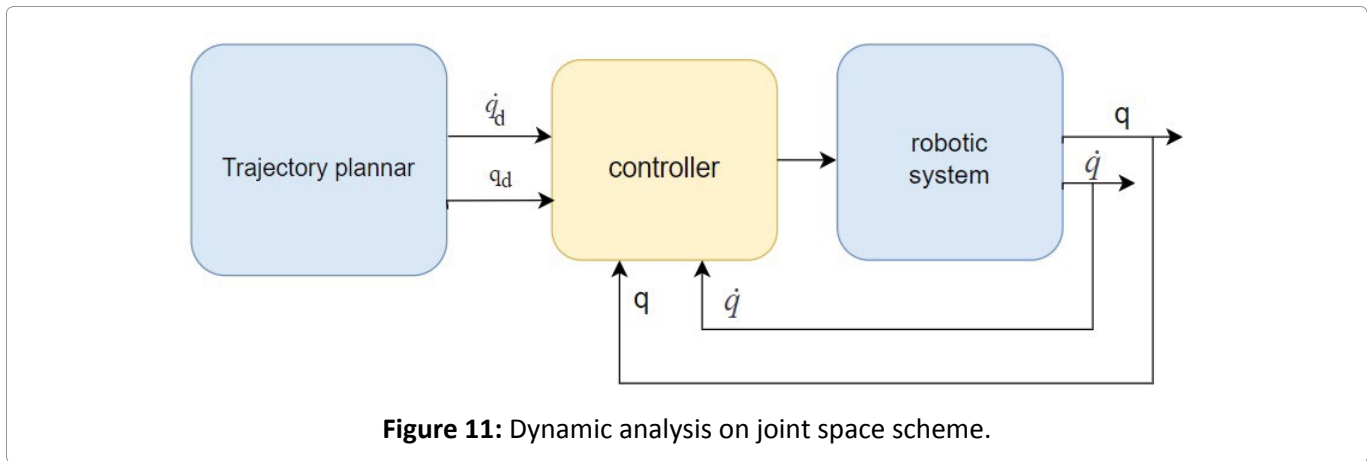 Trajectory plannar
q̇d
qd
controller
robotic
system
q
q̇
q
q̇
Figure 11: Dynamic analysis on joint space scheme.